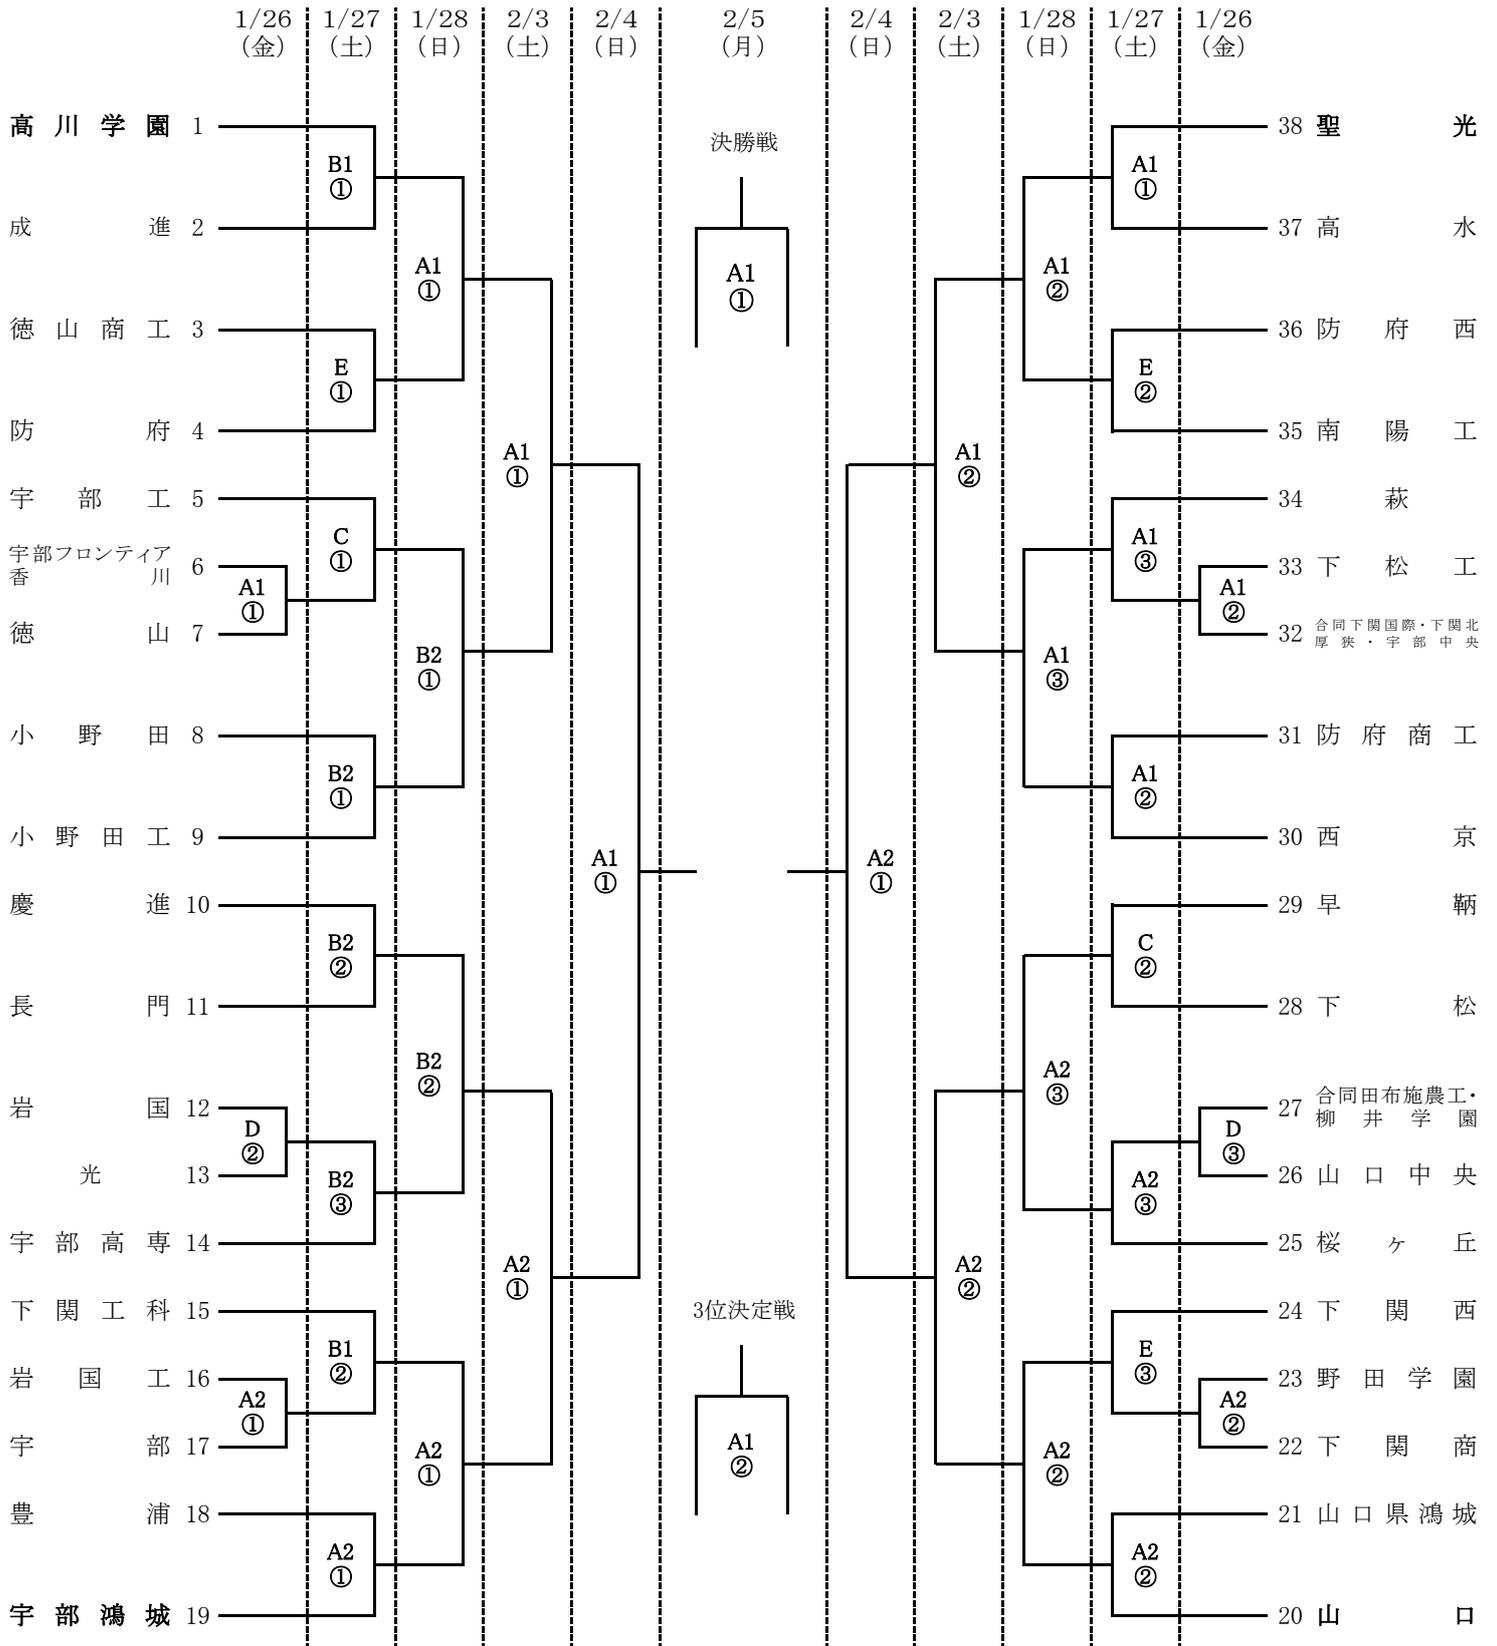 1/26 1/27 1/28 2/3 2/4 2/5 2/4 2/3 1/28 1/27 1/26
(金) (土) (日) (土) (日) (月) (日) (土) (日) (土) (金)
高川学園 1
38 聖光
決勝戦
B1
①
A1
①
成進 2
37 高水
A1
①
A1
①
A1
②
徳山商工 3
36 防府西
E
①
E
②
防府 4
35 南陽工
A1
①
A1
②
宇部工 5
34 萩
C
①
A1
③
宇部フロンティア
香川 6
33 下松工
A1
①
A1
②
徳山 7
32 合同下関国際・下関北
厚狭・宇部中央
B2
①
A1
③
小野田 8
31 防府商工
B2
①
A1
②
小野田工 9
30 西京
A1
①
A2
①
慶進 10
29 早鞆
B2
②
C
②
長門 11
28 下松
B2
②
A2
③
岩国 12
27 合同田布施農工・
柳井学園
D
②
D
③
光 13
26 山口中央
B2
③
A2
③
宇部高専 14
25 桜ヶ丘
A2
①
A2
②
下関工科 15
3位決定戦
24 下関西
B1
②
E
③
岩国工 16
23 野田学園
A2
①
A2
②
宇部 17
22 下関商
A2
①
A1
②
A2
②
豊浦 18
21 山口県鴻城
A2
①
A2
②
宇部鴻城 19
20 山口